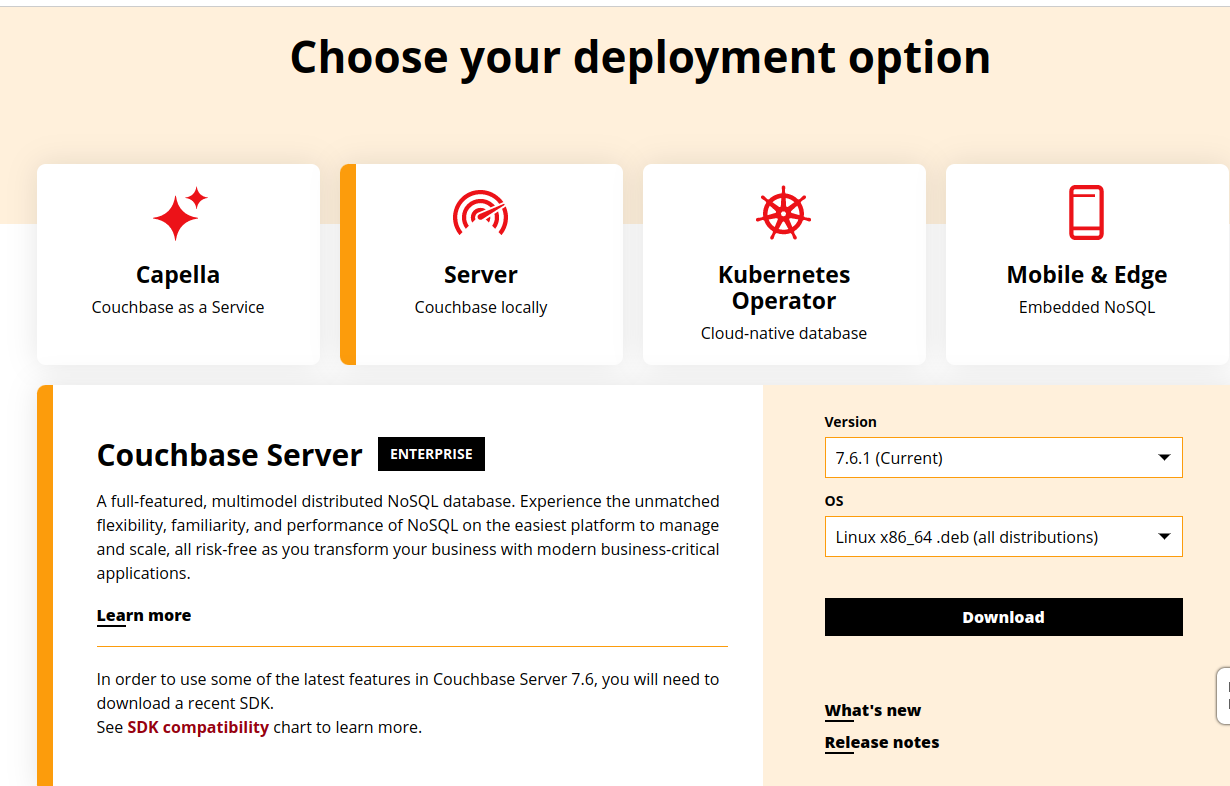 Choose your deployment option
Capella
Couchbase as a Service
Server
Couchbase locally
Kubernetes
Operator
Cloud-native database
Mobile & Edge
Embedded NoSQL
Couchbase Server
ENTERPRISE
A full-featured, multimodel distributed NoSQL database. Experience the unmatched
flexibility, familiarity, and performance of NoSQL on the easiest platform to manage
and scale, all risk-free as you transform your business with modern business-critical
applications.
Learn more
In order to use some of the latest features in Couchbase Server 7.6, you will need to
download a recent SDK.
See SDK compatibility chart to learn more.
Version
7.6.1 (Current)
OS
Linux x86_64 .deb (all distributions)
Download
What's new
Release notes